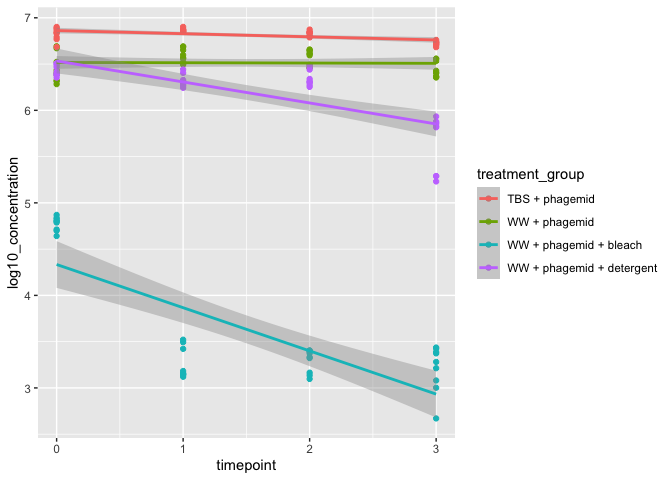 7
6
5
4
3
log10_concentration
0 1 2 3
timepoint
treatment_group
TBS + phagemid
WW + phagemid
WW + phagemid + bleach
WW + phagemid + detergent